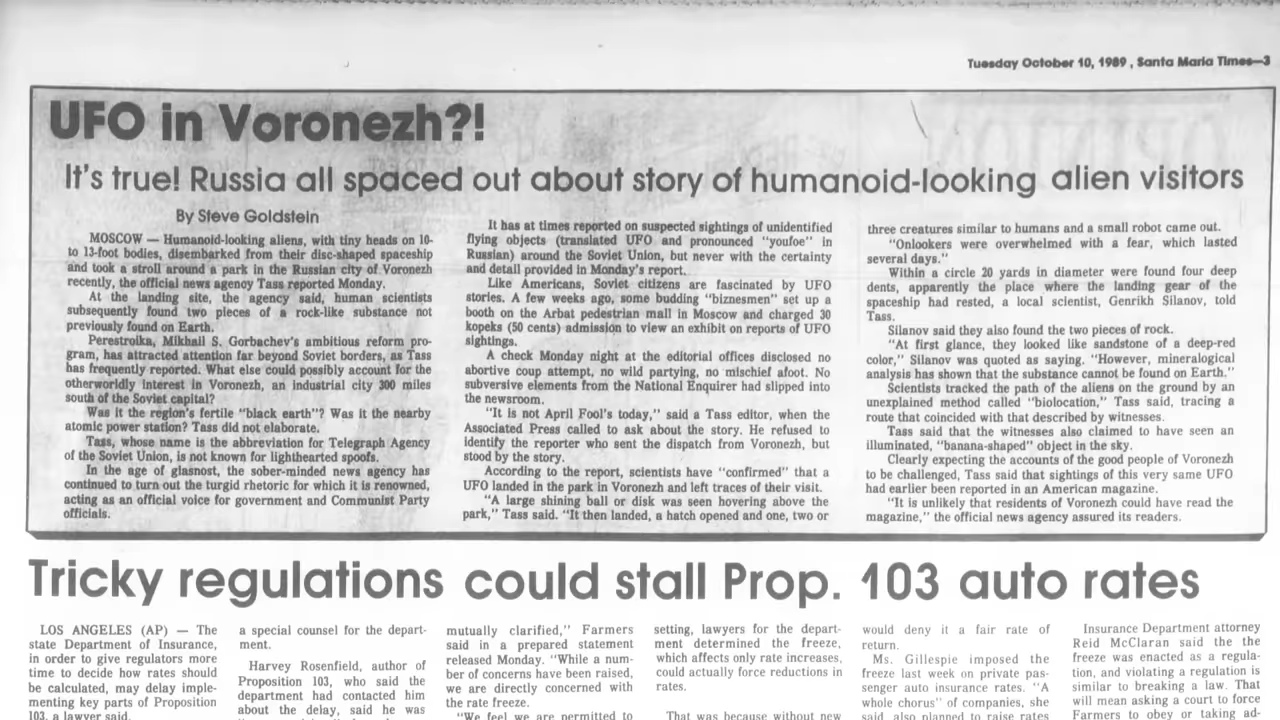 Tuesday October 10, 1989, Santa Maria Times—3
UFO in Voronezh?!
It's true! Russia all spaced out about story of humanoid-looking alien visitors
By Steve Goldstein
MOSCOW — Humanoid-looking aliens, with tiny heads on 10-
to 13-foot bodies, disembarked from their disc-shaped spaceship
and took a stroll around a park in the Russian city of Voronezh
recently, the official news agency Tass reported Monday.
At the landing site, the agency said, human scientists
subsequently found two pieces of a rock-like substance not
previously found on Earth.
Perestroika, Mikhail S. Gorbachev's ambitious reform pro-
gram, has attracted attention far beyond Soviet borders, as Tass
has frequently reported. What else could possibly account for the
otherworldly interest in Voronezh, an industrial city 300 miles
south of the Soviet capital?
Was it the region's fertile "black earth"? Was it the nearby
atomic power station? Tass did not elaborate.
Tass, whose name is the abbreviation for Telegraph Agency
of the Soviet Union, is not known for lighthearted spoofs.
In the age of glasnost, the sober-minded news agency has
continued to turn out the turgid rhetoric for which it is renowned,
acting as an official voice for government and Communist Party
officials.
It has at times reported on suspected sightings of unidentified
flying objects (translated UFO and pronounced "youfoe" in
Russian) around the Soviet Union, but never with the certainty
and detail provided in Monday's report.
Like Americans, Soviet citizens are fascinated by UFO
stories. A few weeks ago, some budding "biznesmen" set up a
booth on the Arbat pedestrian mall in Moscow and charged 30
kopeks (50 cents) admission to view an exhibit on reports of UFO
sightings.
A check Monday night at the editorial offices disclosed no
abortive coup attempt, no wild partying, no mischief afoot. No
subversive elements from the National Enquirer had slipped into
the newsroom.
"It is not April Fool's today," said a Tass editor, when the
Associated Press called to ask about the story. He refused to
identify the reporter who sent the dispatch from Voronezh, but
stood by the story.
According to the report, scientists have "confirmed" that a
UFO landed in the park in Voronezh and left traces of their visit.
"A large shining ball or disk was seen hovering above the
park," Tass said. "It then landed, a hatch opened and one, two or
three creatures similar to humans and a small robot came out.
"Onlookers were overwhelmed with a fear, which lasted
several days."
Within a circle 20 yards in diameter were found four deep
dents, apparently the place where the landing gear of the
spaceship had rested, a local scientist, Genrikh Silanov, told
Tass.
Silanov said they also found the two pieces of rock.
"At first glance, they looked like sandstone of a deep-red
color," Silanov was quoted as saying. "However, mineralogical
analysis has shown that the substance cannot be found on Earth."
Scientists tracked the path of the aliens on the ground by an
unexplained method called "biolocation," Tass said, tracing a
route that coincided with that described by witnesses.
Tass said that the witnesses also claimed to have seen an
illuminated, "banana-shaped" object in the sky.
Clearly expecting the accounts of the good people of Voronezh
to be challenged, Tass said that sightings of this very same UFO
had earlier been reported in an American magazine.
"It is unlikely that residents of Voronezh could have read the
magazine," the official news agency assured its readers.
Tricky regulations could stall Prop. 103 auto rates
LOS ANGELES (AP) — The
state Department of Insurance,
in order to give regulators more
time to decide how rates should
be calculated, may delay imple-
menting key parts of Proposition
103, a lawyer said.
a special counsel for the depart-
ment.
Harvey Rosenfield, author of
Proposition 103, who said the
department had contacted him
about the delay, said he was
mutually clarified," Farmers
said in a prepared statement
released Monday. "While a num-
ber of concerns have been raised,
we are directly concerned with
the rate freeze.
"We feel we are permitted to
setting, lawyers for the depart-
ment determined the freeze,
which affects only rate increases,
could actually force reductions in
rates.
That was because without new
would deny it a fair rate of
return.
Ms. Gillespie imposed the
freeze last week on private pas-
senger auto insurance rates. "A
whole chorus" of companies, she
said, also planned to raise rates
Insurance Department attorney
Reid McClaran said the the
freeze was enacted as a regula-
tion, and violating a regulation is
similar to breaking a law. That
will mean asking a court to force
Farmers to obey or taking ad-